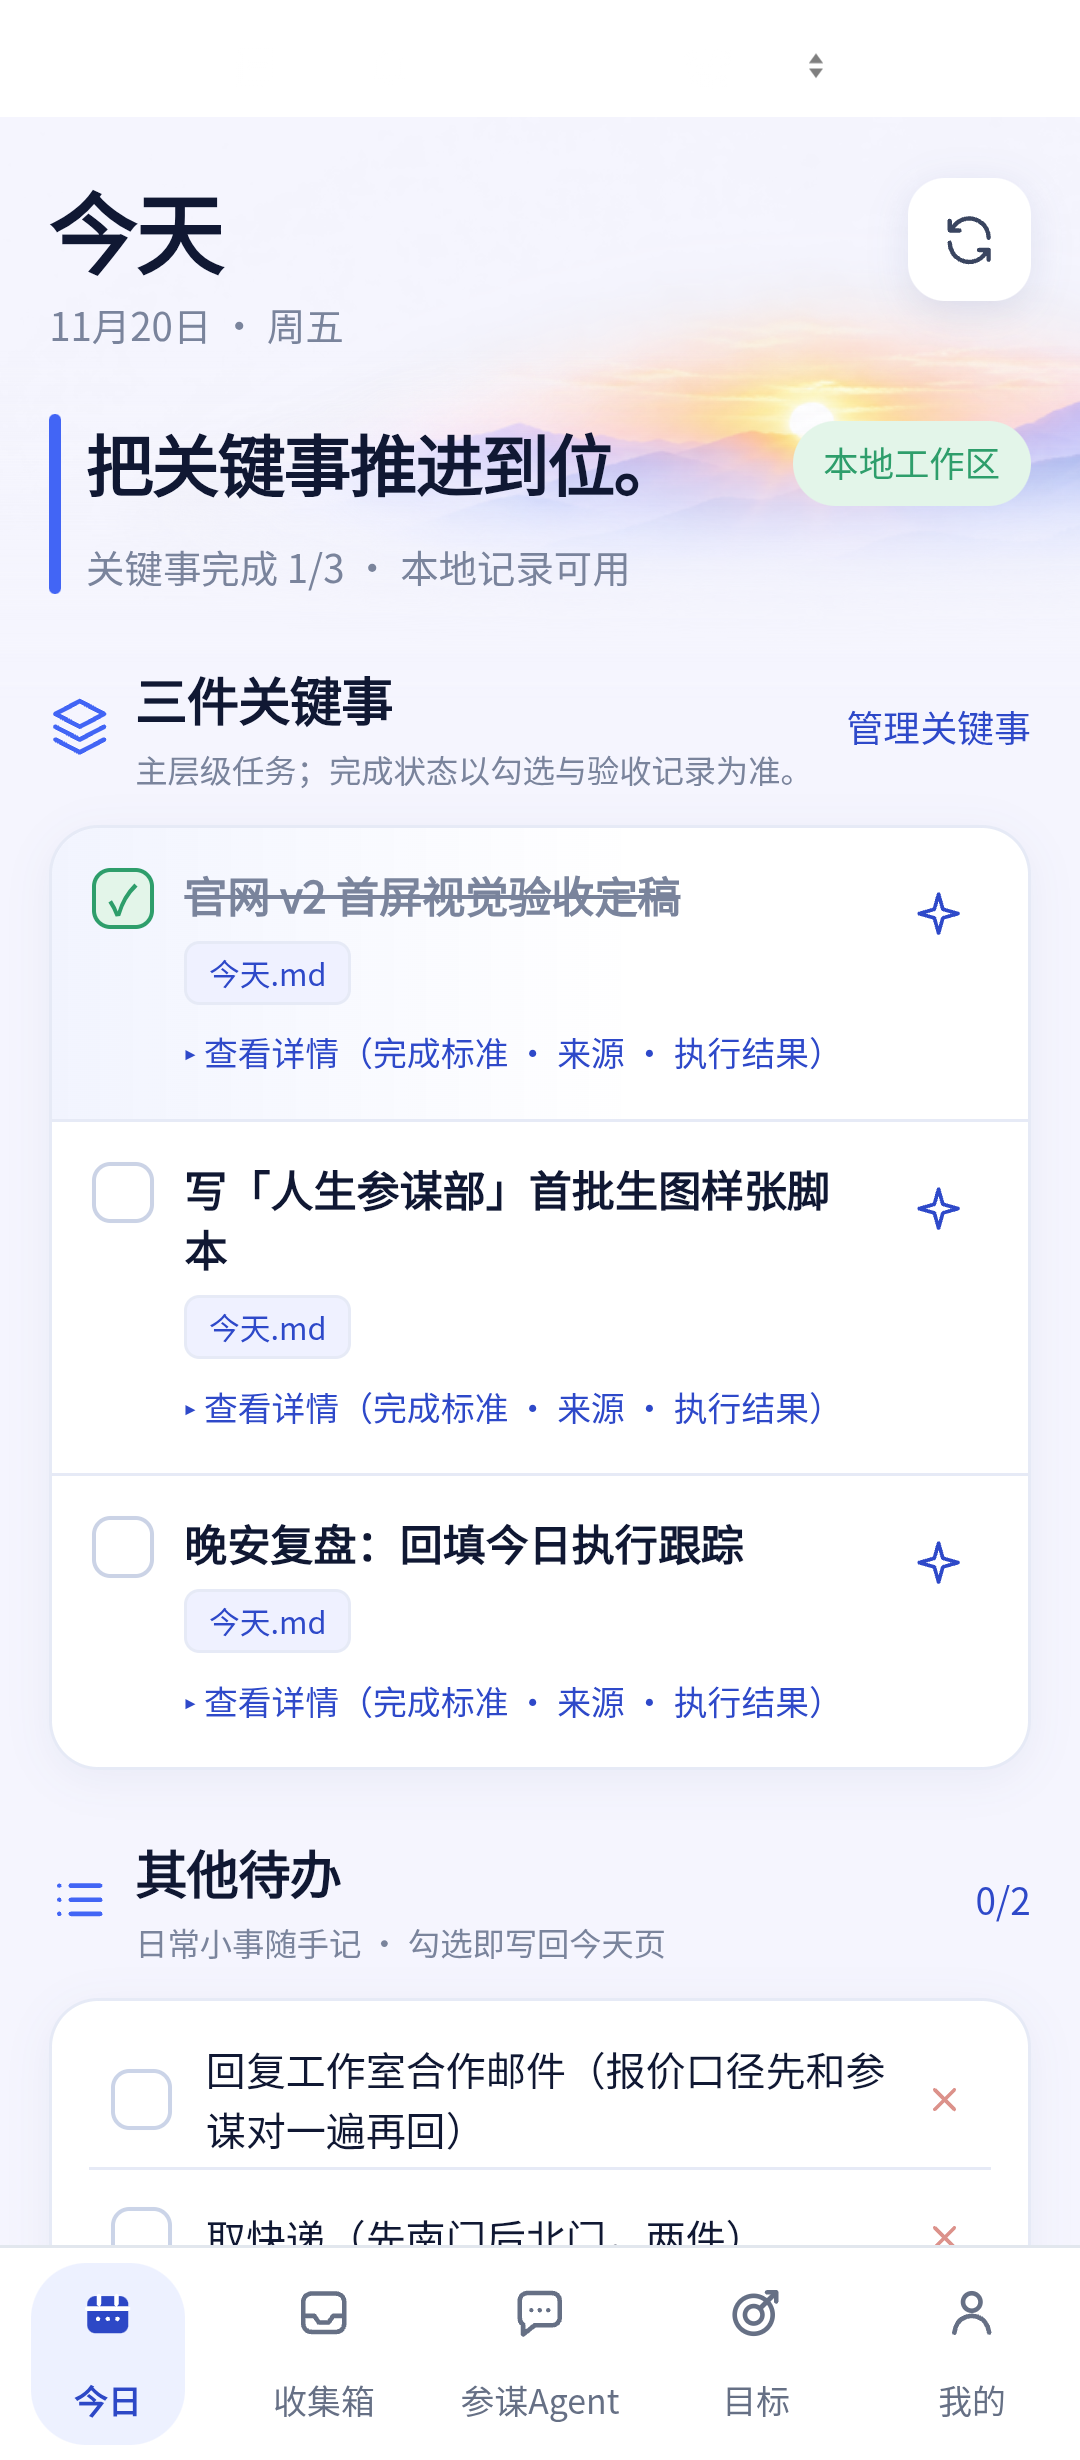 今天
11月20日 · 周五
把关键事推进到位。
本地工作区
关键事完成 1/3 · 本地记录可用
三件关键事
管理关键事
主层级任务；完成状态以勾选与验收记录为准。
官网 v2 首屏视觉验收定稿
今天.md
▸ 查看详情（完成标准 · 来源 · 执行结果）
写「人生参谋部」首批生图样张脚
本
今天.md
▸ 查看详情（完成标准 · 来源 · 执行结果）
晚安复盘：回填今日执行跟踪
今天.md
▸ 查看详情（完成标准 · 来源 · 执行结果）
其他待办
0/2
日常小事随手记 · 勾选即写回今天页
回复工作室合作邮件（报价口径先和参
谋对一遍再回）
取快递（先南门后北门，两件）
今日
收集箱
参谋Agent
目标
我的